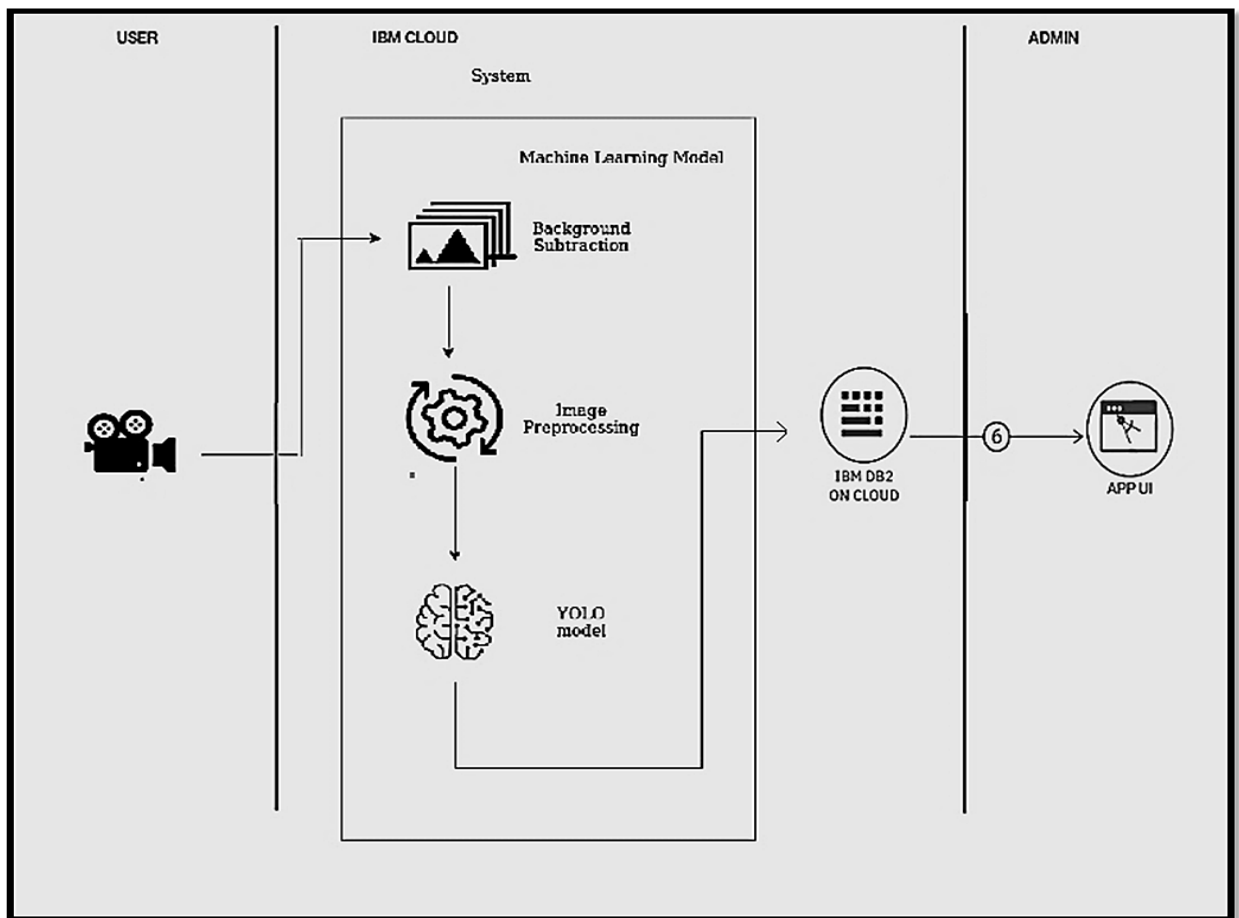 USER
IBM CLOUD
ADMIN
System
Machine Learning Model
Background
Subtraction
Image
Preprocessing
YOLO
model
IBM DB2
ON CLOUD
6
APP UI